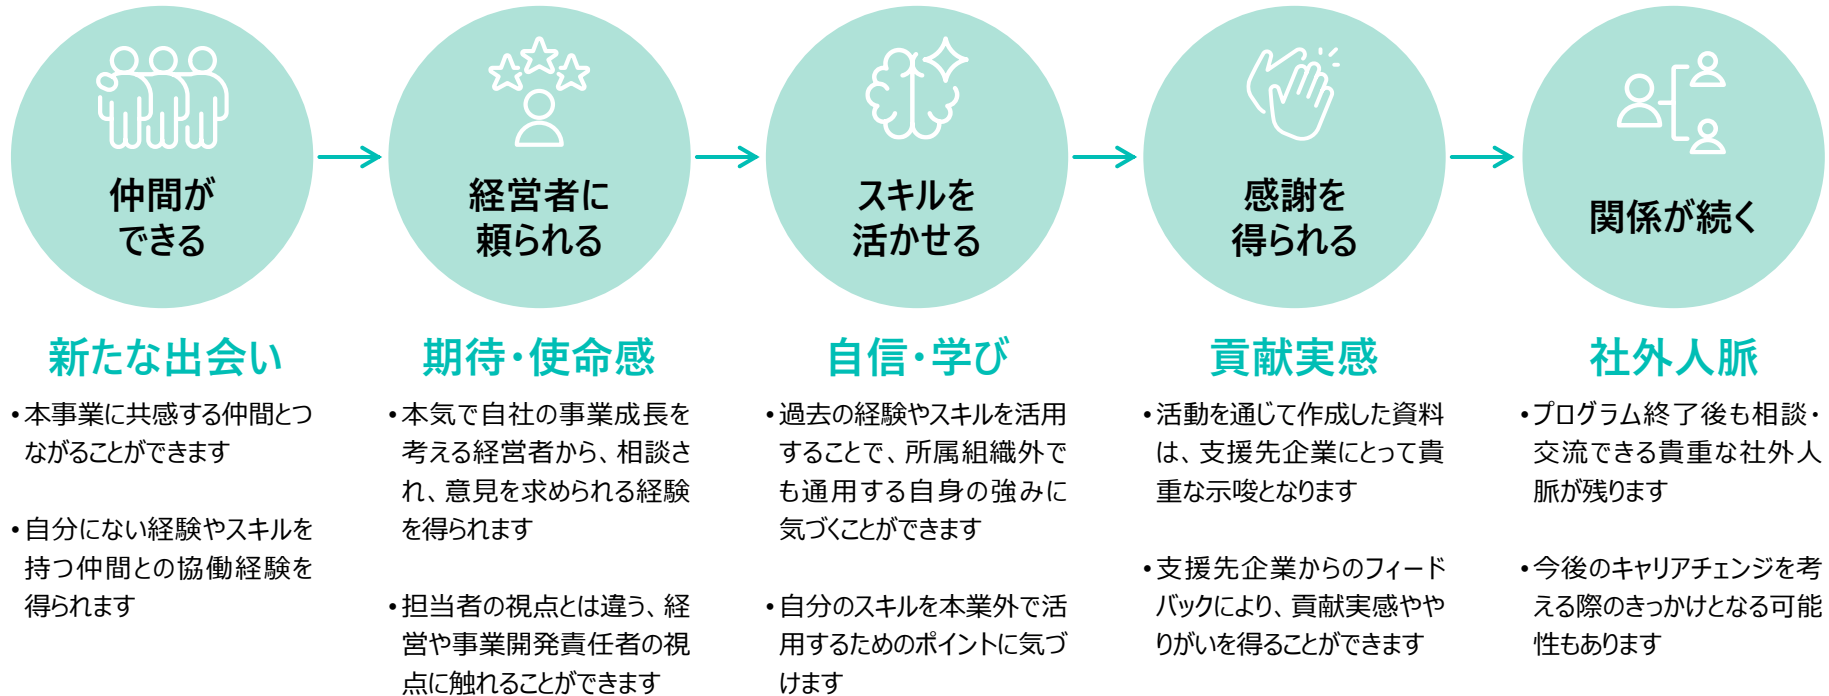 仲間が
できる
経営者に
頼られる
スキルを
活かせる
感謝を
得られる
関係が続く
新たな出会い
•本事業に共感する仲間とつ
ながることができます
•自分にない経験やスキルを
持つ仲間との協働経験を
得られます
期待・使命感
•本気で自社の事業成長を
考える経営者から、相談さ
れ、意見を求められる経験
を得られます
•担当者の視点とは違う、経
営や事業開発責任者の視
点に触れることができます
自信・学び
•過去の経験やスキルを活用
することで、所属組織外で
も通用する自身の強みに
気づくことができます
•自分のスキルを本業外で活
用するためのポイントに気づ
けます
貢献実感
•活動を通じて作成した資料
は、支援先企業にとって貴
重な示唆となります
•支援先企業からのフィード
バックにより、貢献実感やや
りがいを得ることができます
社外人脈
•プログラム終了後も相談・
交流できる貴重な社外人
脈が残ります
•今後のキャリアチェンジを考
える際のきっかけとなる可能
性もあります